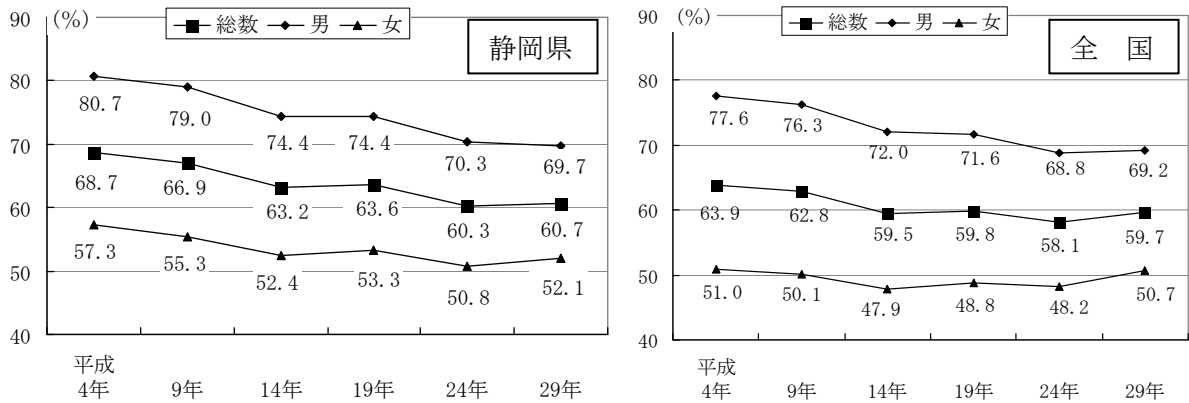 (%)
総数 男 女
静岡県
90
80
70
60
50
40
80.7 79.0 74.4 74.4 70.3 69.7
68.7 66.9 63.2 63.6 60.3 60.7
57.3 55.3 52.4 53.3 50.8 52.1
平成
4年 9年 14年 19年 24年 29年
(%)
総数 男 女
全 国
90
80
70
60
50
40
77.6 76.3 72.0 71.6 68.8 69.2
63.9 62.8 59.5 59.8 58.1 59.7
51.0 50.1 47.9 48.8 48.2 50.7
平成
4年 9年 14年 19年 24年 29年